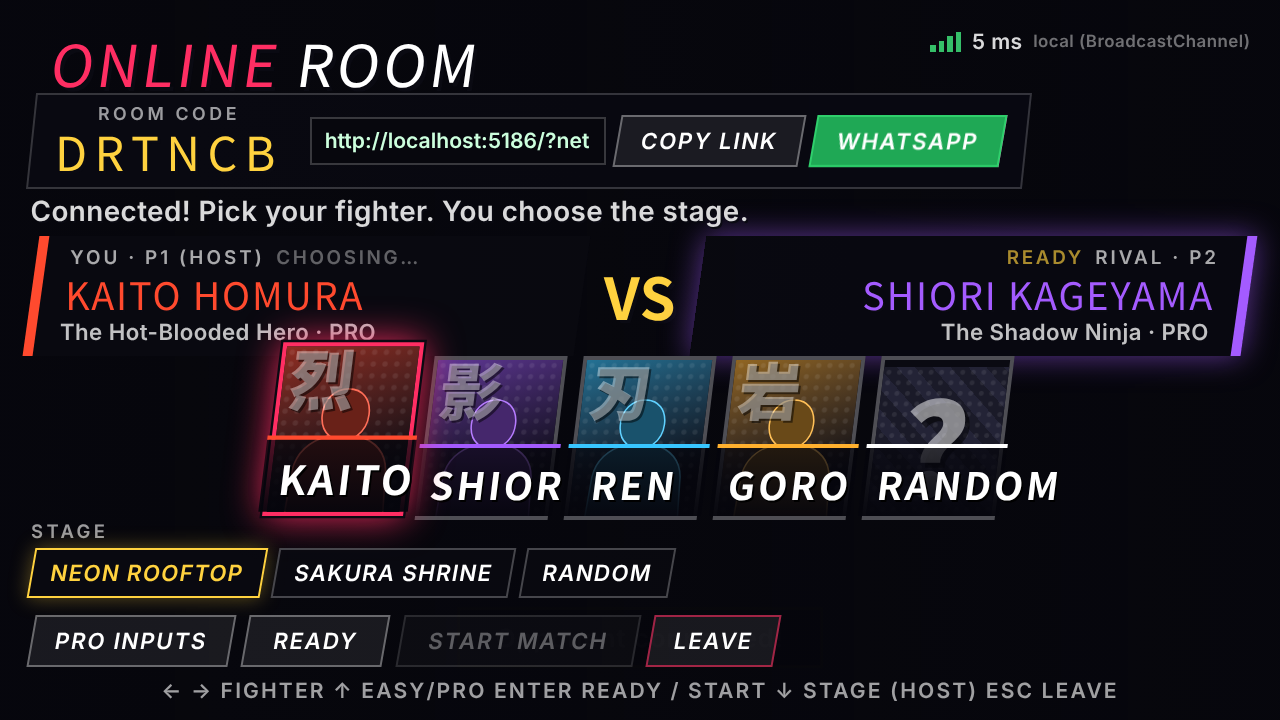 ONLINE ROOM
5 ms local (BroadcastChannel)
ROOM CODE
DRTNCB
http://localhost:5186/?net
COPY LINK
WHATSAPP
Connected! Pick your fighter. You choose the stage.
YOU · P1 (HOST) CHOOSING…
KAITO HOMURA
The Hot-Blooded Hero · PRO
VS
READY RIVAL · P2
SHIORI KAGEYAMA
The Shadow Ninja · PRO
烈
KAITO
影
SHIOR
刃
REN
岩
GORO
?
RANDOM
STAGE
NEON ROOFTOP
SAKURA SHRINE
RANDOM
PRO INPUTS
READY
START MATCH
LEAVE
← → FIGHTER ↑ EASY/PRO ENTER READY / START ↓ STAGE (HOST) ESC LEAVE